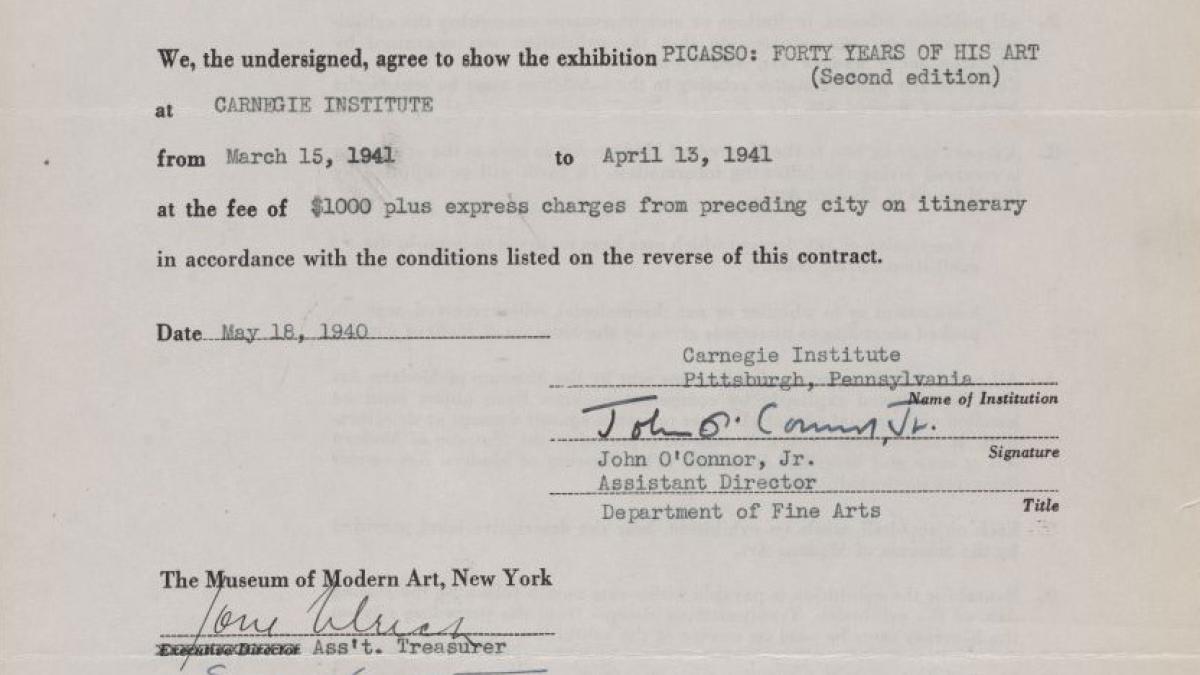 We, the undersigned, agree to show the exhibition PICASSO: FORTY YEARS OF HIS ART
(Second edition)
at CARNEGIE INSTITUTE
from March 15, 1941 to April 13, 1941
at the fee of $1000 plus express charges from preceding city on itinerary
in accordance with the conditions listed on the reverse of this contract.
Date May 18, 1940
Carnegie Institute
Pittsburgh, Pennsylvania
Name of Institution
John O'Connor, Jr.
Signature
John O'Connor, Jr.
Assistant Director
Title
Department of Fine Arts
The Museum of Modern Art, New York
Executive Director Ass't. Treasurer